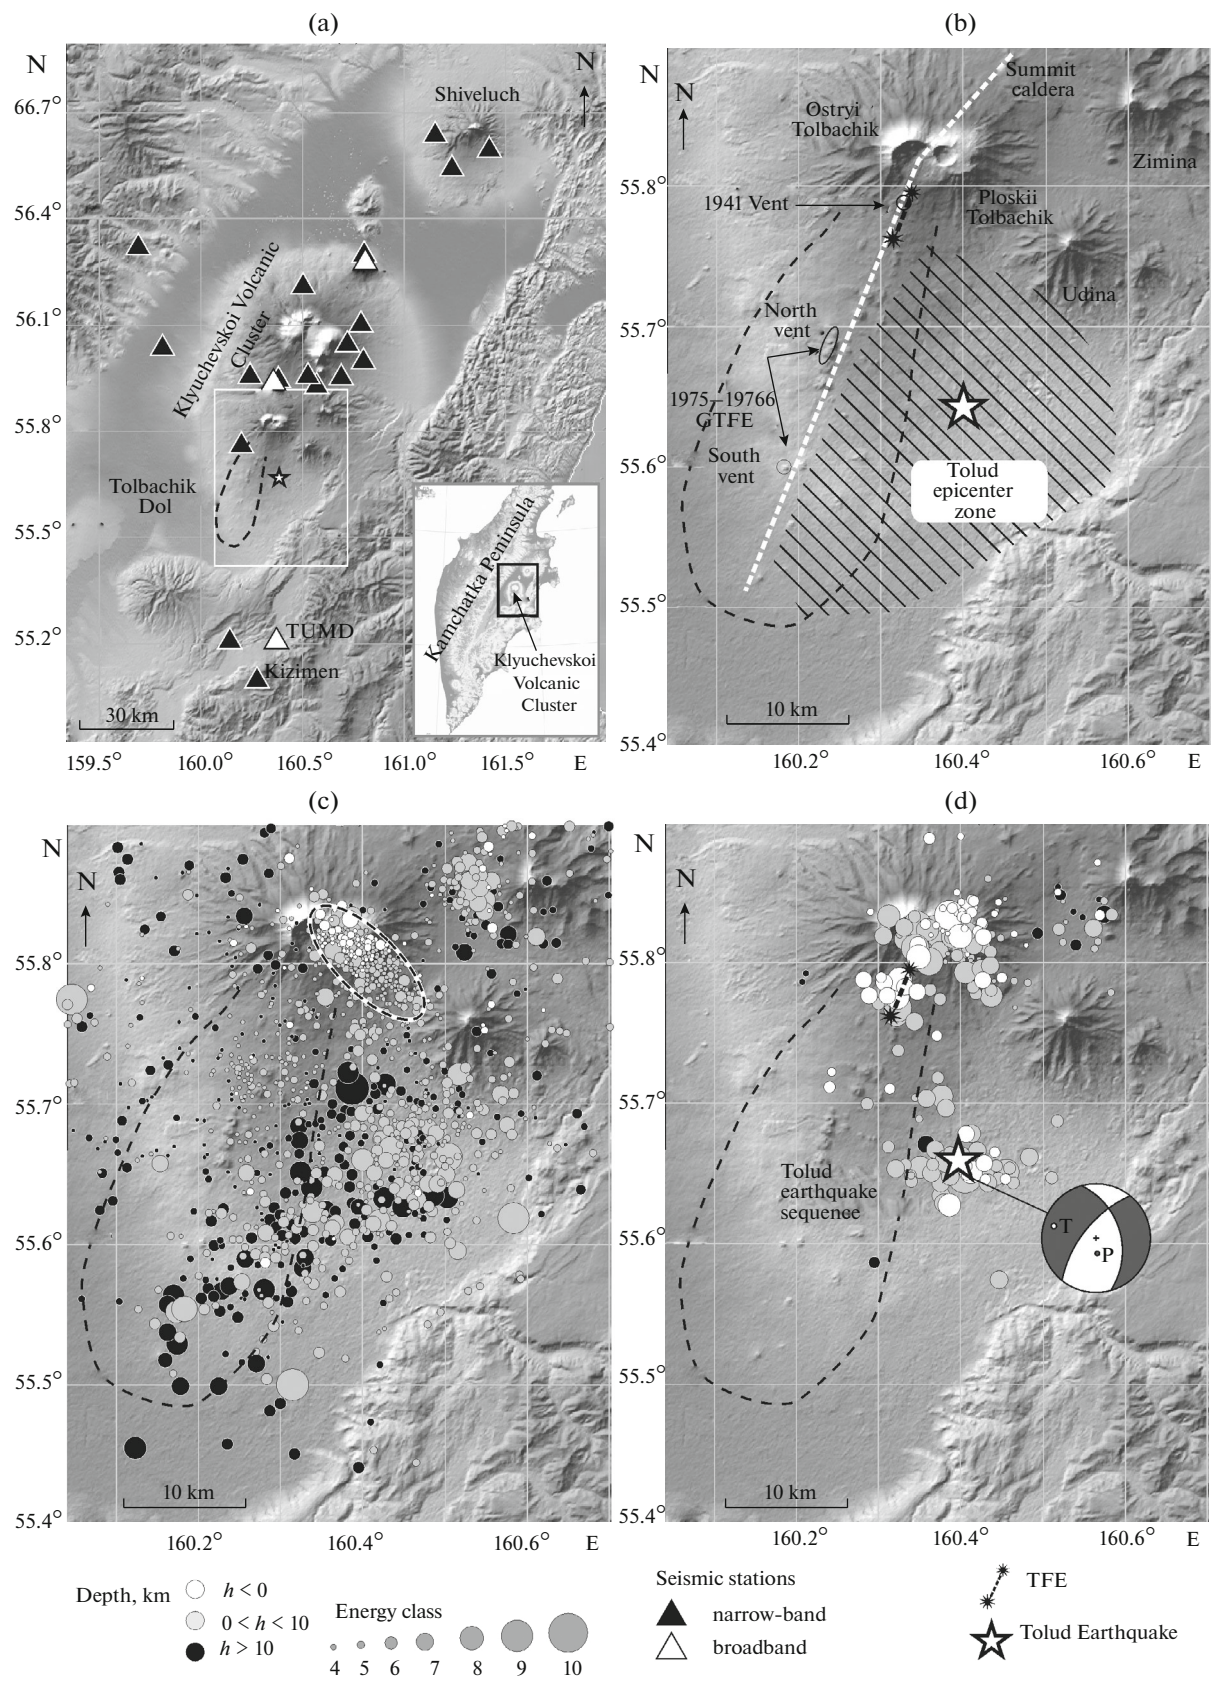 (a)
N
N
66.7°
56.4°
56.1°
55.8°
55.5°
55.2°
Shiveluch
Klyuchevskoi Volcanic
Cluster
Tolbachik
Dol
TUMD
Kizimen
30 km
Kamchatka Peninsula
Klyuchevskoi
Volcanic
Cluster
159.5° 160.0° 160.5° 161.0° 161.5° E
(b)
N
N
Summit
caldera
Ostryi
Tolbachik
Zimina
55.8°
1941 Vent
Ploskii
Tolbachik
Udina
North
vent
55.7°
1975–19766
GTFE
South
vent
55.6°
Tolud
epicenter
zone
55.5°
10 km
55.4°
160.2° 160.4° 160.6° E
(c)
N
N
55.8°
55.7°
55.6°
55.5°
10 km
55.4°
160.2° 160.4° 160.6° E
(d)
N
N
55.8°
55.7°
Tolud
earthquake
sequence
T
P
55.6°
55.5°
10 km
55.4°
160.2° 160.4° 160.6° E
Depth, km
h < 0
0 < h < 10
h > 10
Energy class
4 5 6 7 8 9 10
Seismic stations
narrow-band
broadband
TFE
Tolud Earthquake